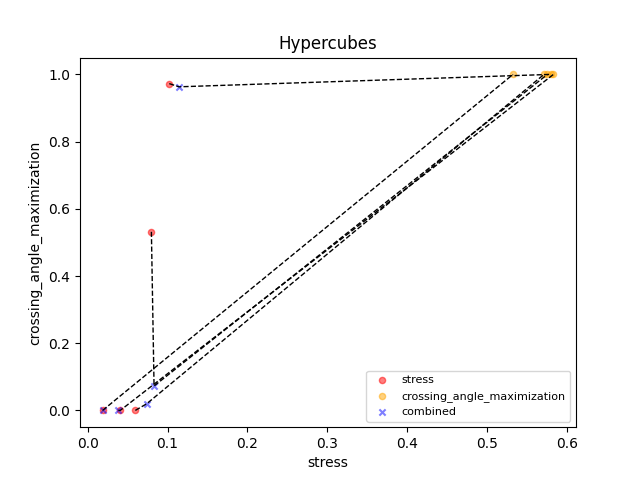 Hypercubes
1.0
0.8
0.6
0.4
0.2
0.0
crossing_angle_maximization
0.0 0.1 0.2 0.3 0.4 0.5 0.6
stress
stress
crossing_angle_maximization
combined